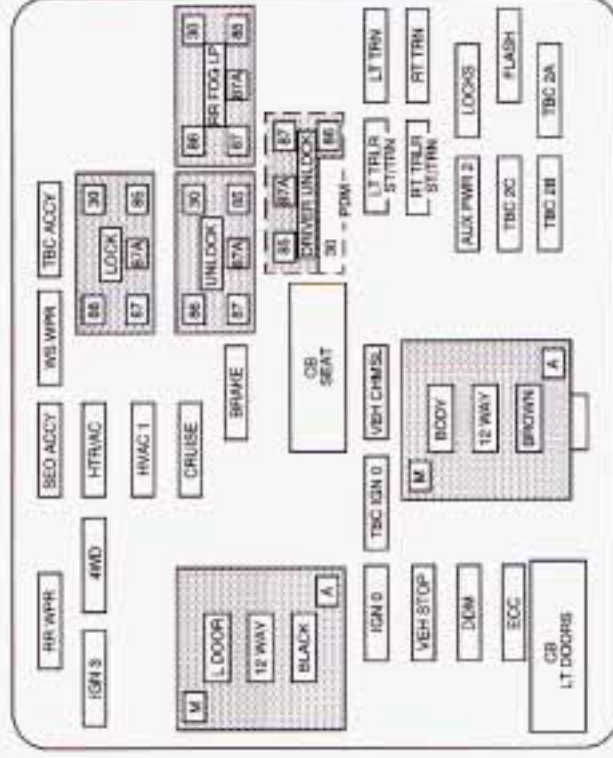 RR WPR
SEO ACCY
WS WPR
TBC ACCY
IGN 3
4WD
HTR/AC
HVAC 1
CRUISE
BRAKE
86
30
LOCK
87
87A
85
86
30
UNLOCK
87
87A
85
86
30
RR FOG LP
87
87A
85
85
87A
87
DRIVER UNLOCK
30
86
PDM
CB
SEAT
M
L DOOR
12 WAY
BLACK
A
IGN 0
TBC IGN 0
VEH CHMSL
LT TRLR
ST/TRN
LT TRN
VEH STOP
RT TRLR
ST/TRN
RT TRN
DDM
M
BODY
12 WAY
BROWN
A
AUX PWR 2
LOCKS
ECC
TBC 2C
FLASH
CB
LT DOORS
TBC 2B
TBC 2A